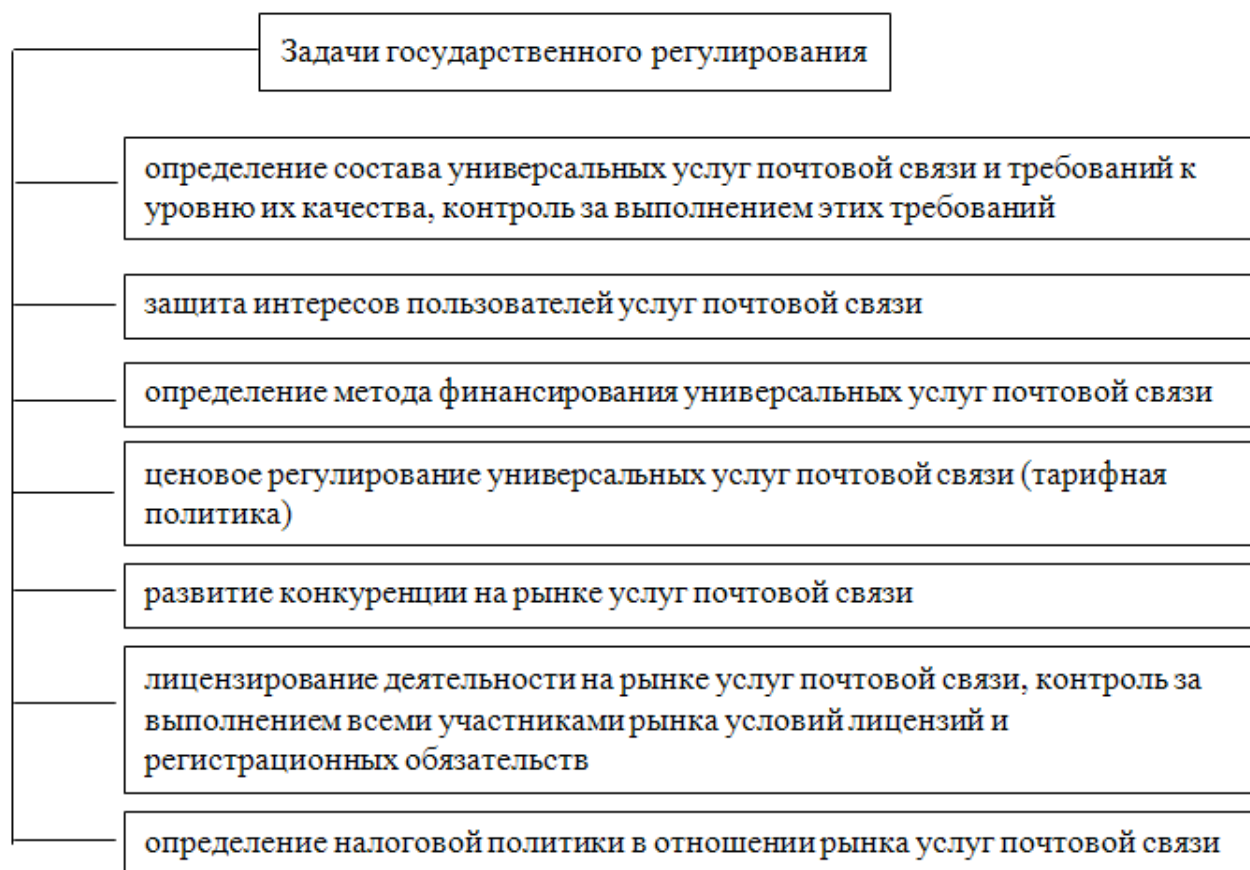 Задачи государственного регулирования
определение состава универсальных услуг почтовой связи и требований к
уровню их качества, контроль за выполнением этих требований
защита интересов пользователей услуг почтовой связи
определение метода финансирования универсальных услуг почтовой связи
ценовое регулирование универсальных услуг почтовой связи (тарифная
политика)
развитие конкуренции на рынке услуг почтовой связи
лицензирование деятельности на рынке услуг почтовой связи, контроль за
выполнением всеми участниками рынка условий лицензий и
регистрационных обязательств
определение налоговой политики в отношении рынка услуг почтовой связи